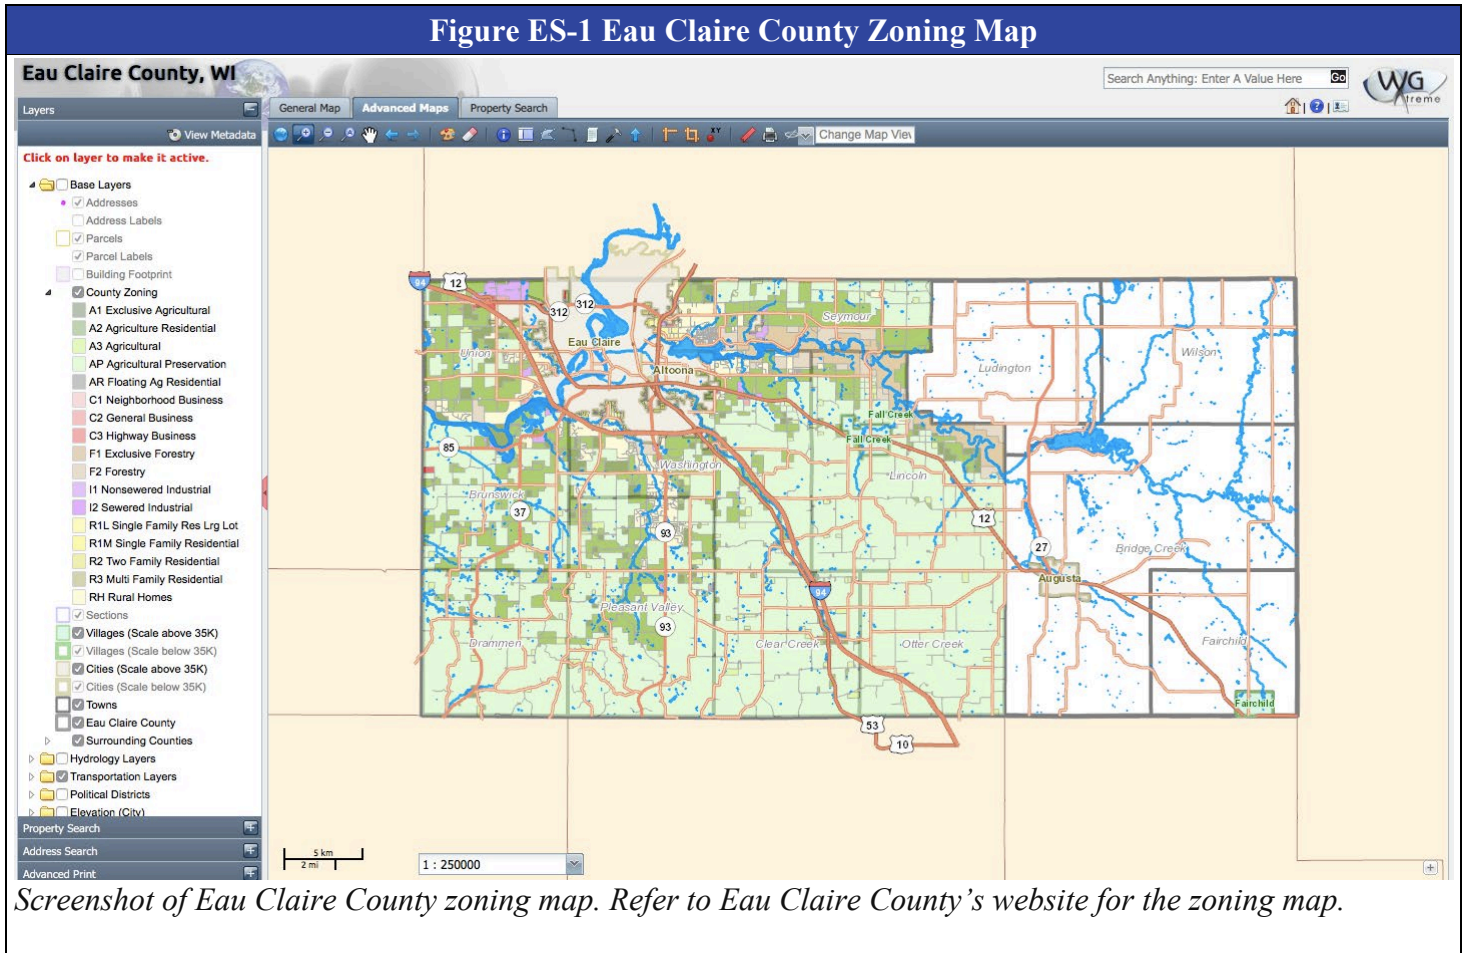 Figure ES-1 Eau Claire County Zoning Map
Eau Claire County, WI
Search Anything: Enter A Value Here
Go
WG
Xtreme
Layers
General Map
Advanced Maps
Property Search
View Metadata
XY
Change Map View
Click on layer to make it active.
Base Layers
Addresses
Address Labels
Parcels
Parcel Labels
Building Footprint
County Zoning
A1 Exclusive Agricultural
A2 Agriculture Residential
A3 Agricultural
AP Agricultural Preservation
AR Floating Ag Residential
C1 Neighborhood Business
C2 General Business
C3 Highway Business
F1 Exclusive Forestry
F2 Forestry
I1 Nonsewered Industrial
I2 Sewered Industrial
R1L Single Family Res Lrg Lot
R1M Single Family Residential
R2 Two Family Residential
R3 Multi Family Residential
RH Rural Homes
Sections
Villages (Scale above 35K)
Villages (Scale below 35K)
Cities (Scale above 35K)
Cities (Scale below 35K)
Towns
Eau Claire County
Surrounding Counties
Hydrology Layers
Transportation Layers
Political Districts
Elevation (City)
Property Search
Address Search
Advanced Print
94
12
312
312
Seymour
Eau Claire
Union
Wilson
Altoona
Ludington
Fall Creek
Fall Creek
85
Washington
Lincoln
Brunswick
37
12
93
27
Bridge Creek
Augusta
94
Pleasant Valley
93
Drammen
Clear Creek
Otter Creek
Fairchild
Fairchild
53
10
5 km
2 mi
1 : 250000
Screenshot of Eau Claire County zoning map. Refer to Eau Claire County’s website for the zoning map.